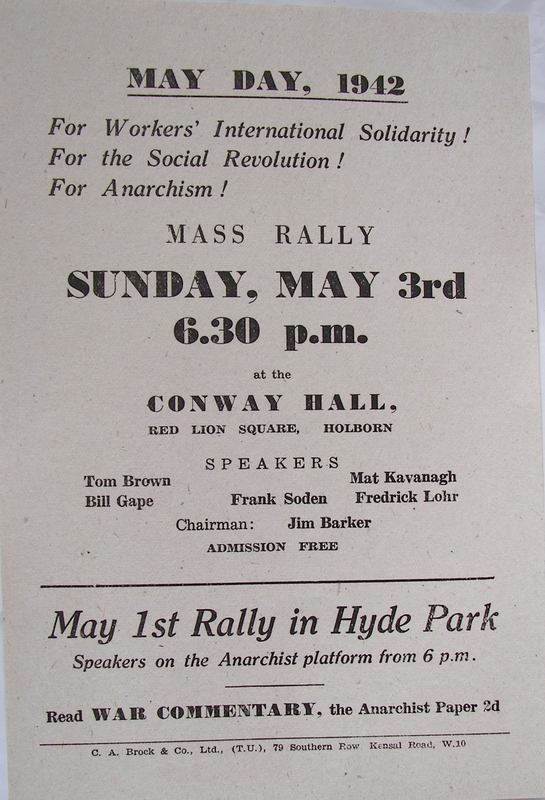 MAY DAY, 1942
For Workers' International Solidarity !
For the Social Revolution !
For Anarchism !
MASS RALLY
SUNDAY, MAY 3rd
6.30 p.m.
at the
CONWAY HALL,
RED LION SQUARE, HOLBORN
SPEAKERS
Tom Brown Mat Kavanagh
Bill Gape Frank Soden Fredrick Lohr
Chairman: Jim Barker
ADMISSION FREE
May 1st Rally in Hyde Park
Speakers on the Anarchist platform from 6 p.m.
Read WAR COMMENTARY, the Anarchist Paper 2d
C. A. Brock & Co., Ltd., (T.U.), 79 Southern Row Kensal Road, W.10